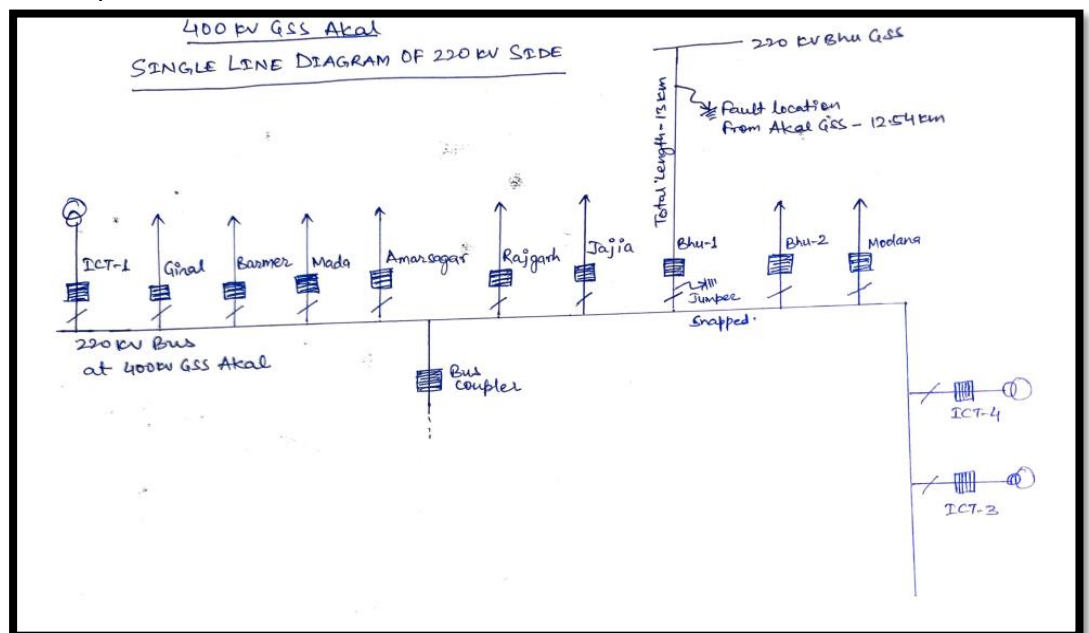 400 KV GSS Akal
SINGLE LINE DIAGRAM OF 220 KV SIDE
220 KV Bhu GSS
Total length - 13 km
Fault location
from Akal GSS - 12.54 km
ICT-1
Giral
Barmer
Mada
Amarsagar
Rajgarh
Jajia
Bhu-1
Bhu-2
Modana
Jumper
Snapped.
220 KV Bus
at 400KV GSS Akal
Bus
coupler
ICT-4
ICT-3